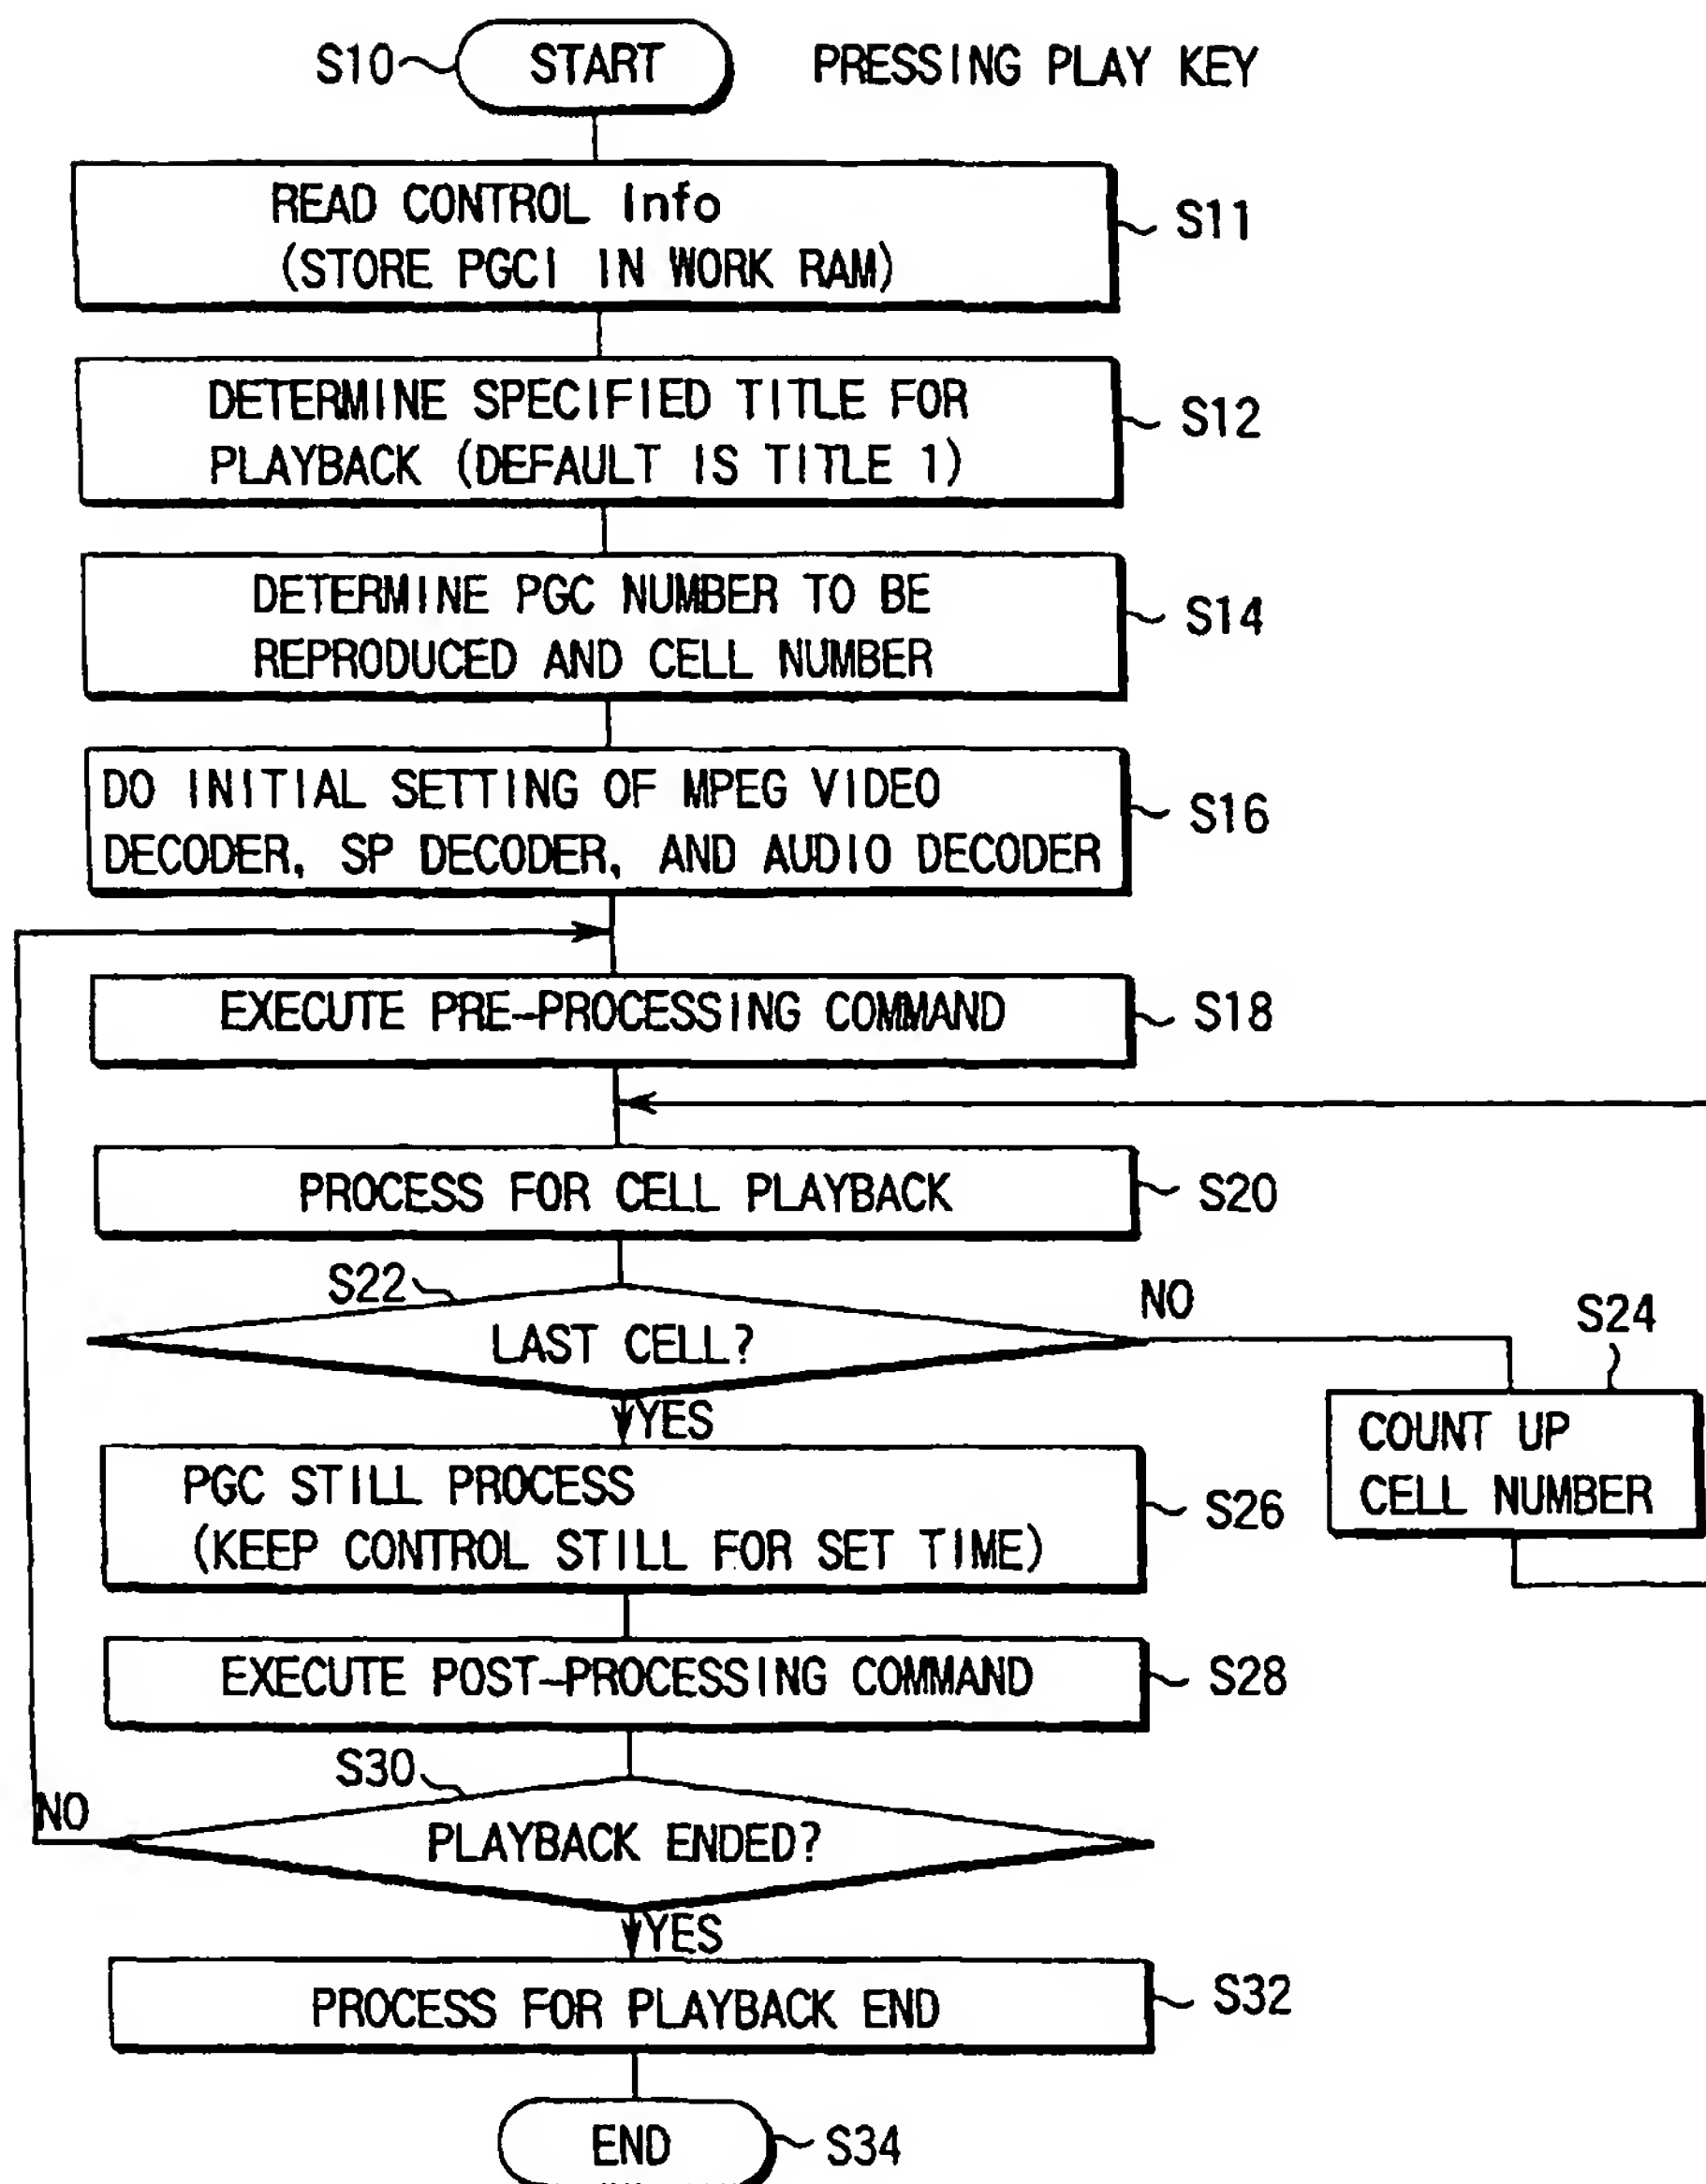 S10
START
PRESSING PLAY KEY
READ CONTROL Info
(STORE PGCI IN WORK RAM)
S11
DETERMINE SPECIFIED TITLE FOR
PLAYBACK (DEFAULT IS TITLE 1)
S12
DETERMINE PGC NUMBER TO BE
REPRODUCED AND CELL NUMBER
S14
DO INITIAL SETTING OF MPEG VIDEO
DECODER, SP DECODER, AND AUDIO DECODER
S16
EXECUTE PRE-PROCESSING COMMAND
S18
PROCESS FOR CELL PLAYBACK
S20
S22
LAST CELL?
NO
S24
COUNT UP
CELL NUMBER
YES
PGC STILL PROCESS
(KEEP CONTROL STILL FOR SET TIME)
S26
EXECUTE POST-PROCESSING COMMAND
S28
S30
NO
PLAYBACK ENDED?
YES
PROCESS FOR PLAYBACK END
S32
END
S34